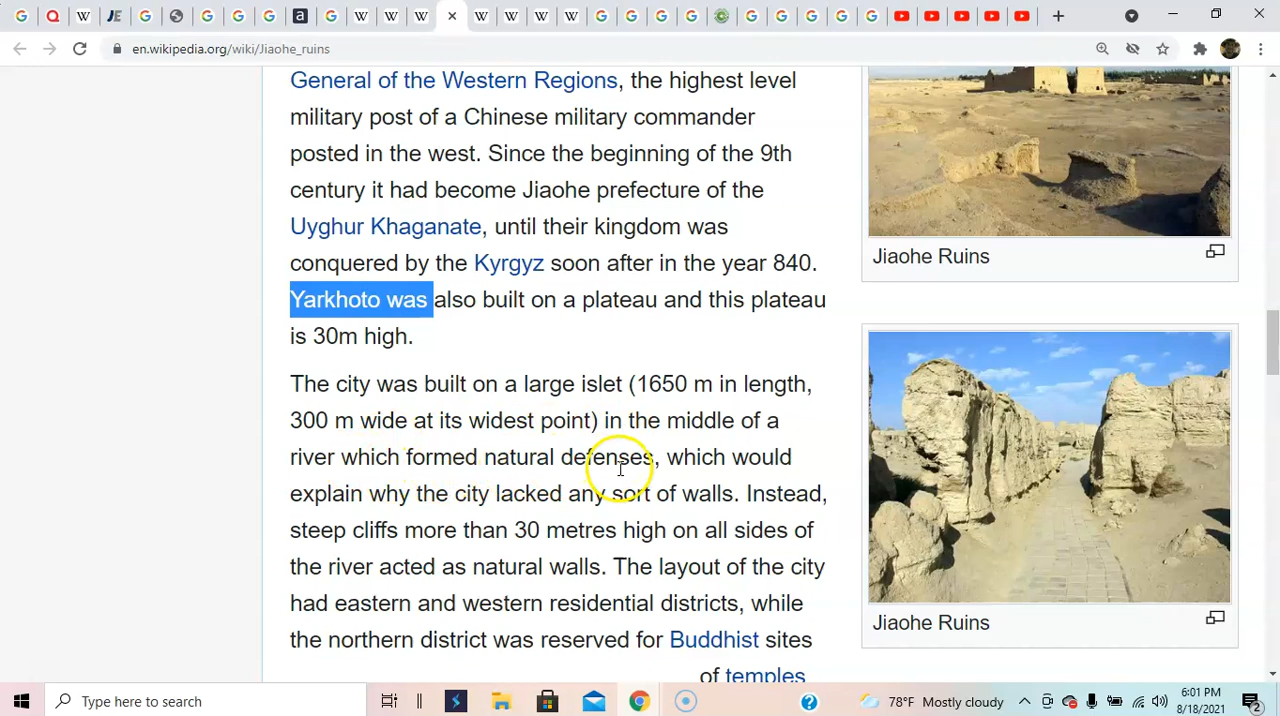 en.wikipedia.org/wiki/Jiaohe_ruins
General of the Western Regions, the highest level
military post of a Chinese military commander
posted in the west. Since the beginning of the 9th
century it had become Jiaohe prefecture of the
Uyghur Khaganate, until their kingdom was
conquered by the Kyrgyz soon after in the year 840.
Yarkhoto was also built on a plateau and this plateau
is 30m high.
The city was built on a large islet (1650 m in length,
300 m wide at its widest point) in the middle of a
river which formed natural defenses, which would
explain why the city lacked any sort of walls. Instead,
steep cliffs more than 30 metres high on all sides of
the river acted as natural walls. The layout of the city
had eastern and western residential districts, while
the northern district was reserved for Buddhist sites
of temples
Jiaohe Ruins
Jiaohe Ruins
Type here to search
78°F Mostly cloudy
6:01 PM
8/18/2021
2